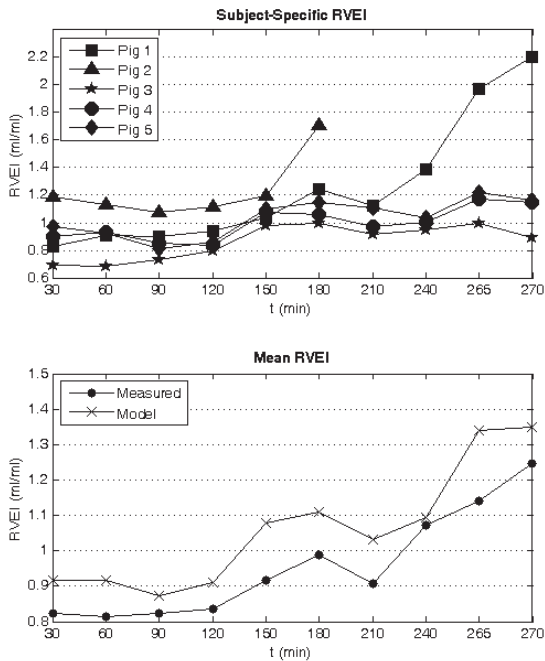 Subject-Specific RVEI
RVEI (ml/ml)
2.2
2
1.8
1.6
1.4
1.2
1
0.8
0.6
Pig 1
Pig 2
Pig 3
Pig 4
Pig 5
30 60 90 120 150 180 210 240 265 270
t (min)
Mean RVEI
RVEI (ml/ml)
1.5
1.4
1.3
1.2
1.1
1
0.9
0.8
Measured
Model
30 60 90 120 150 180 210 240 265 270
t (min)